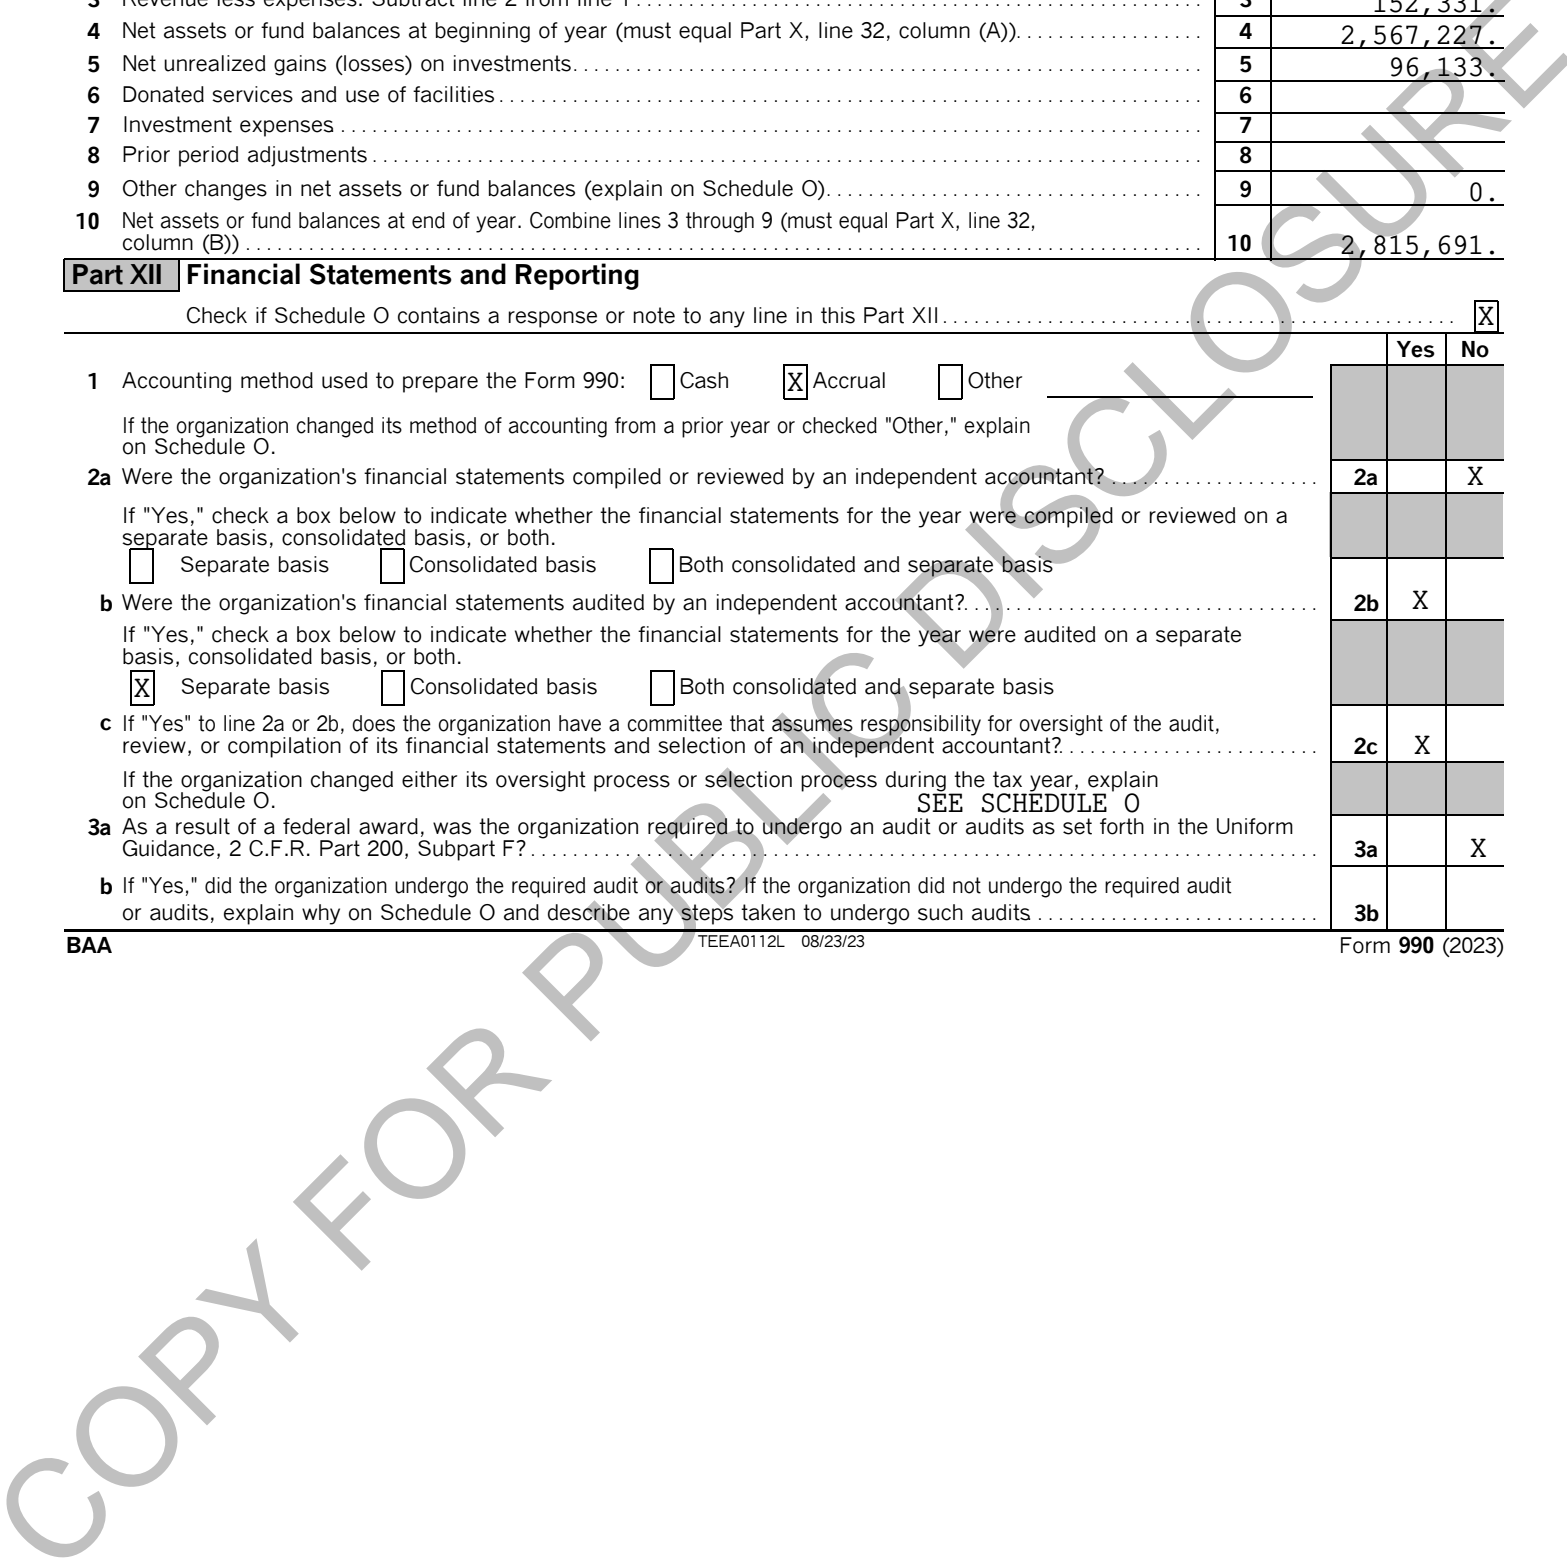 3 Revenue less expenses. Subtract line 2 from line 1 3 152,331.
4 Net assets or fund balances at beginning of year (must equal Part X, line 32, column (A)) 4 2,567,227.
5 Net unrealized gains (losses) on investments 5 96,133.
6 Donated services and use of facilities 6
7 Investment expenses 7
8 Prior period adjustments 8
9 Other changes in net assets or fund balances (explain on Schedule O) 9 0.
10 Net assets or fund balances at end of year. Combine lines 3 through 9 (must equal Part X, line 32,
column (B)) 10 2,815,691.
Part XII Financial Statements and Reporting
Check if Schedule O contains a response or note to any line in this Part XII X
Yes No
1 Accounting method used to prepare the Form 990: Cash X Accrual Other
If the organization changed its method of accounting from a prior year or checked "Other," explain
on Schedule O.
2a Were the organization's financial statements compiled or reviewed by an independent accountant? 2a X
If "Yes," check a box below to indicate whether the financial statements for the year were compiled or reviewed on a
separate basis, consolidated basis, or both.
Separate basis Consolidated basis Both consolidated and separate basis
b Were the organization's financial statements audited by an independent accountant? 2b X
If "Yes," check a box below to indicate whether the financial statements for the year were audited on a separate
basis, consolidated basis, or both.
X Separate basis Consolidated basis Both consolidated and separate basis
c If "Yes" to line 2a or 2b, does the organization have a committee that assumes responsibility for oversight of the audit,
review, or compilation of its financial statements and selection of an independent accountant? 2c X
If the organization changed either its oversight process or selection process during the tax year, explain
on Schedule O. SEE SCHEDULE O
3a As a result of a federal award, was the organization required to undergo an audit or audits as set forth in the Uniform
Guidance, 2 C.F.R. Part 200, Subpart F? 3a X
b If "Yes," did the organization undergo the required audit or audits? If the organization did not undergo the required audit
or audits, explain why on Schedule O and describe any steps taken to undergo such audits 3b
BAA TEEA0112L 08/23/23 Form 990 (2023)
COPY FOR PUBLIC DISCLOSURE